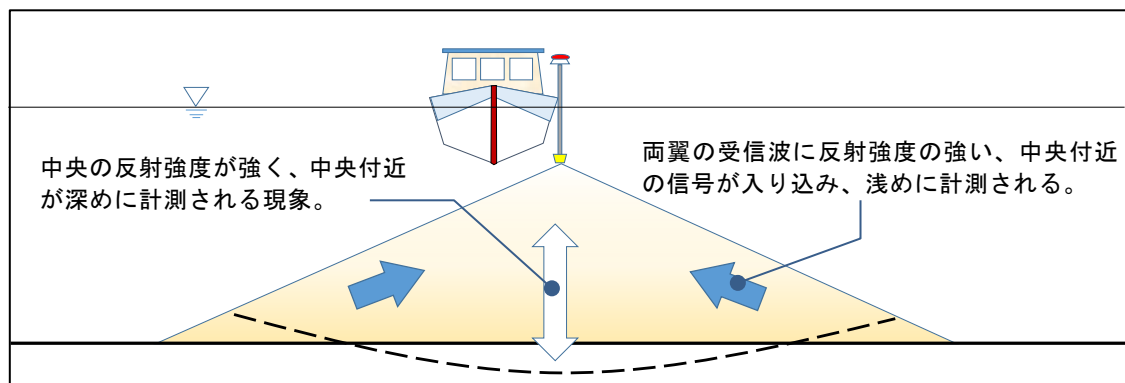 中央の反射強度が強く、中央付近
が深めに計測される現象。
両翼の受信波に反射強度の強い、中央付近
の信号が入り込み、浅めに計測される。